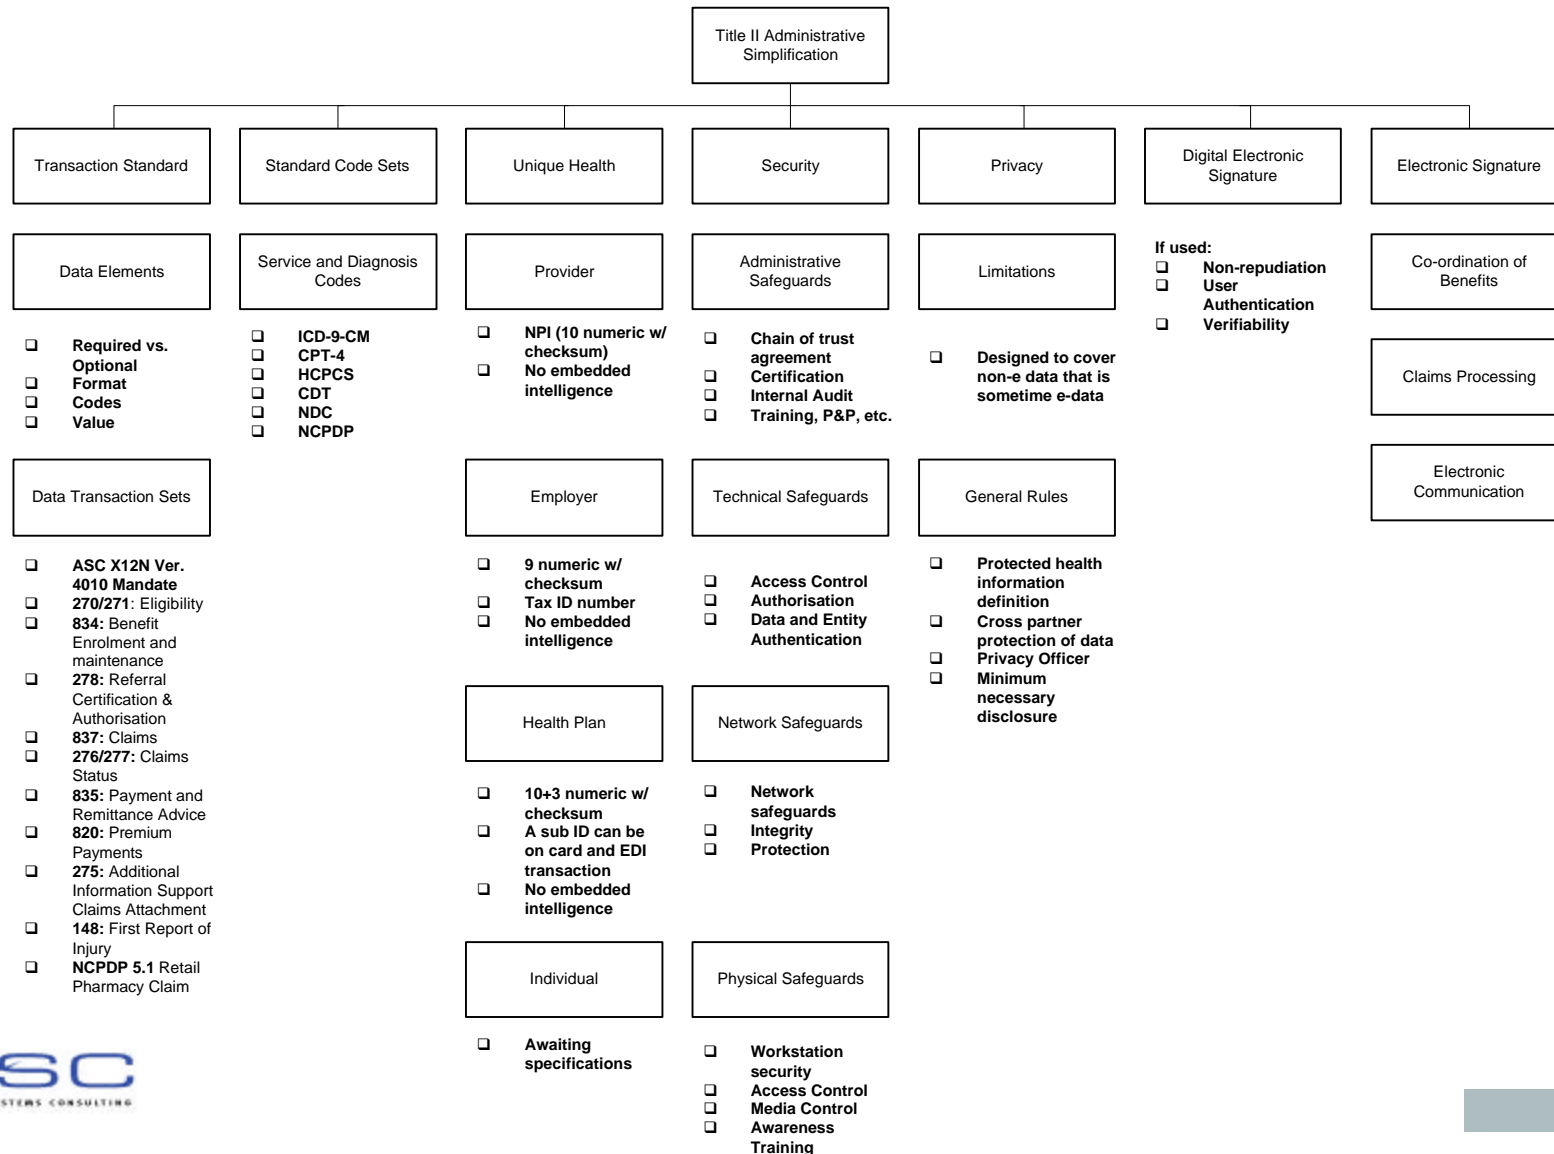 Title II Administrative
Simplification
Transaction Standard
Standard Code Sets
Unique Health
Security
Privacy
Digital Electronic
Signature
Electronic Signature
Data Elements
❑ Required vs.
Optional
❑ Format
❑ Codes
❑ Value
Data Transaction Sets
❑ ASC X12N Ver.
4010 Mandate
❑ 270/271: Eligibility
❑ 834: Benefit
Enrolment and
maintenance
❑ 278: Referral
Certification &
Authorisation
❑ 837: Claims
❑ 276/277: Claims
Status
❑ 835: Payment and
Remittance Advice
❑ 820: Premium
Payments
❑ 275: Additional
Information Support
Claims Attachment
❑ 148: First Report of
Injury
❑ NCPDP 5.1 Retail
Pharmacy Claim
Service and Diagnosis
Codes
❑ ICD-9-CM
❑ CPT-4
❑ HCPCS
❑ CDT
❑ NDC
❑ NCPDP
Provider
❑ NPI (10 numeric w/
checksum)
❑ No embedded
intelligence
Employer
❑ 9 numeric w/
checksum
❑ Tax ID number
❑ No embedded
intelligence
Health Plan
❑ 10+3 numeric w/
checksum
❑ A sub ID can be
on card and EDI
transaction
❑ No embedded
intelligence
Individual
❑ Awaiting
specifications
Administrative
Safeguards
❑ Chain of trust
agreement
❑ Certification
❑ Internal Audit
❑ Training, P&P, etc.
Technical Safeguards
❑ Access Control
❑ Authorisation
❑ Data and Entity
Authentication
Network Safeguards
❑ Network
safeguards
❑ Integrity
❑ Protection
Physical Safeguards
❑ Workstation
security
❑ Access Control
❑ Media Control
❑ Awareness
Training
Limitations
❑ Designed to cover
non-e data that is
sometime e-data
General Rules
❑ Protected health
information
definition
❑ Cross partner
protection of data
❑ Privacy Officer
❑ Minimum
necessary
disclosure
If used:
❑ Non-repudiation
❑ User
Authentication
❑ Verifiability
Co-ordination of
Benefits
Claims Processing
Electronic
Communication
SC
STEMS CONSULTING